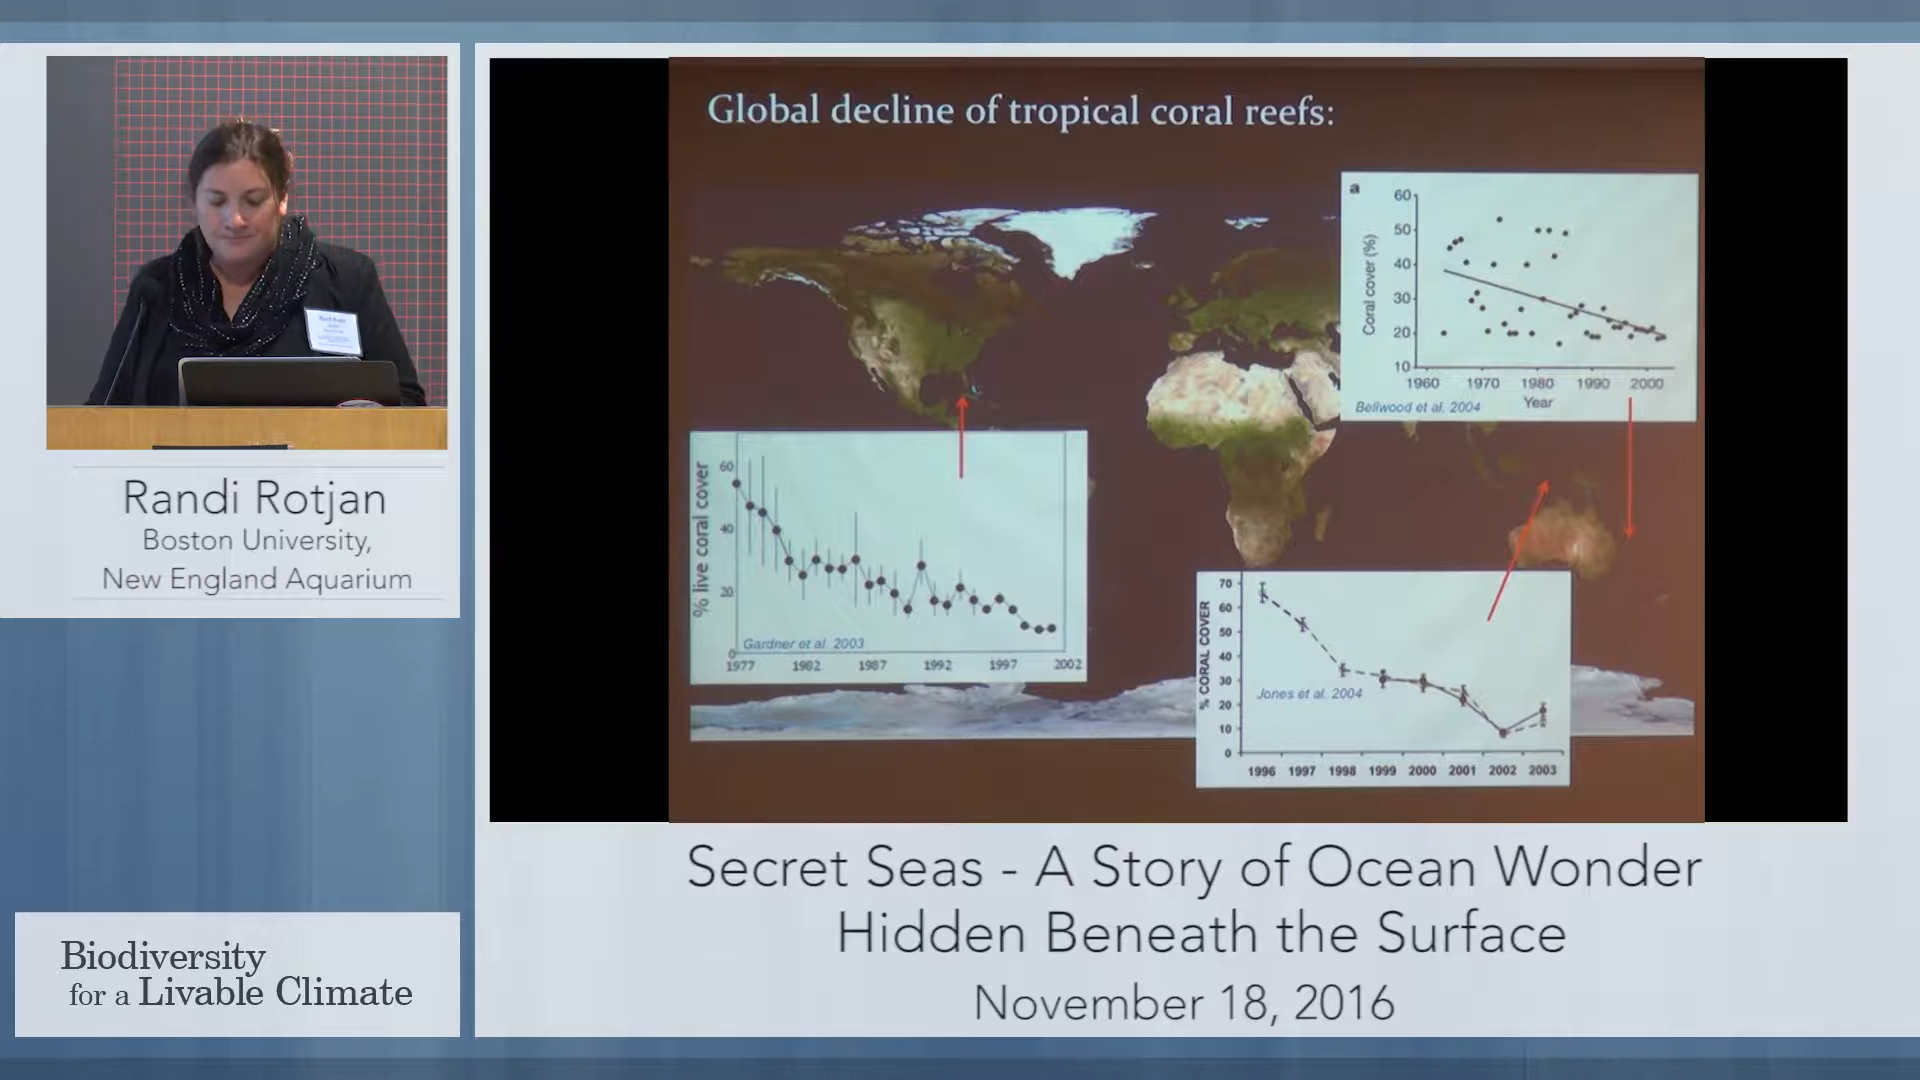 Global decline of tropical coral reefs:
a
Coral cover (%)
60
50
40
30
20
10
1960 1970 1980 1990 2000
Year
Bellwood et al. 2004
% live coral cover
60
40
20
0
Gardner et al. 2003
1977 1982 1987 1992 1997 2002
% CORAL COVER
70
60
50
40
30
20
10
0
Jones et al. 2004
1996 1997 1998 1999 2000 2001 2002 2003
Randi Rotjan
Boston University,
New England Aquarium
Biodiversity
for a Livable Climate
Secret Seas - A Story of Ocean Wonder
Hidden Beneath the Surface
November 18, 2016